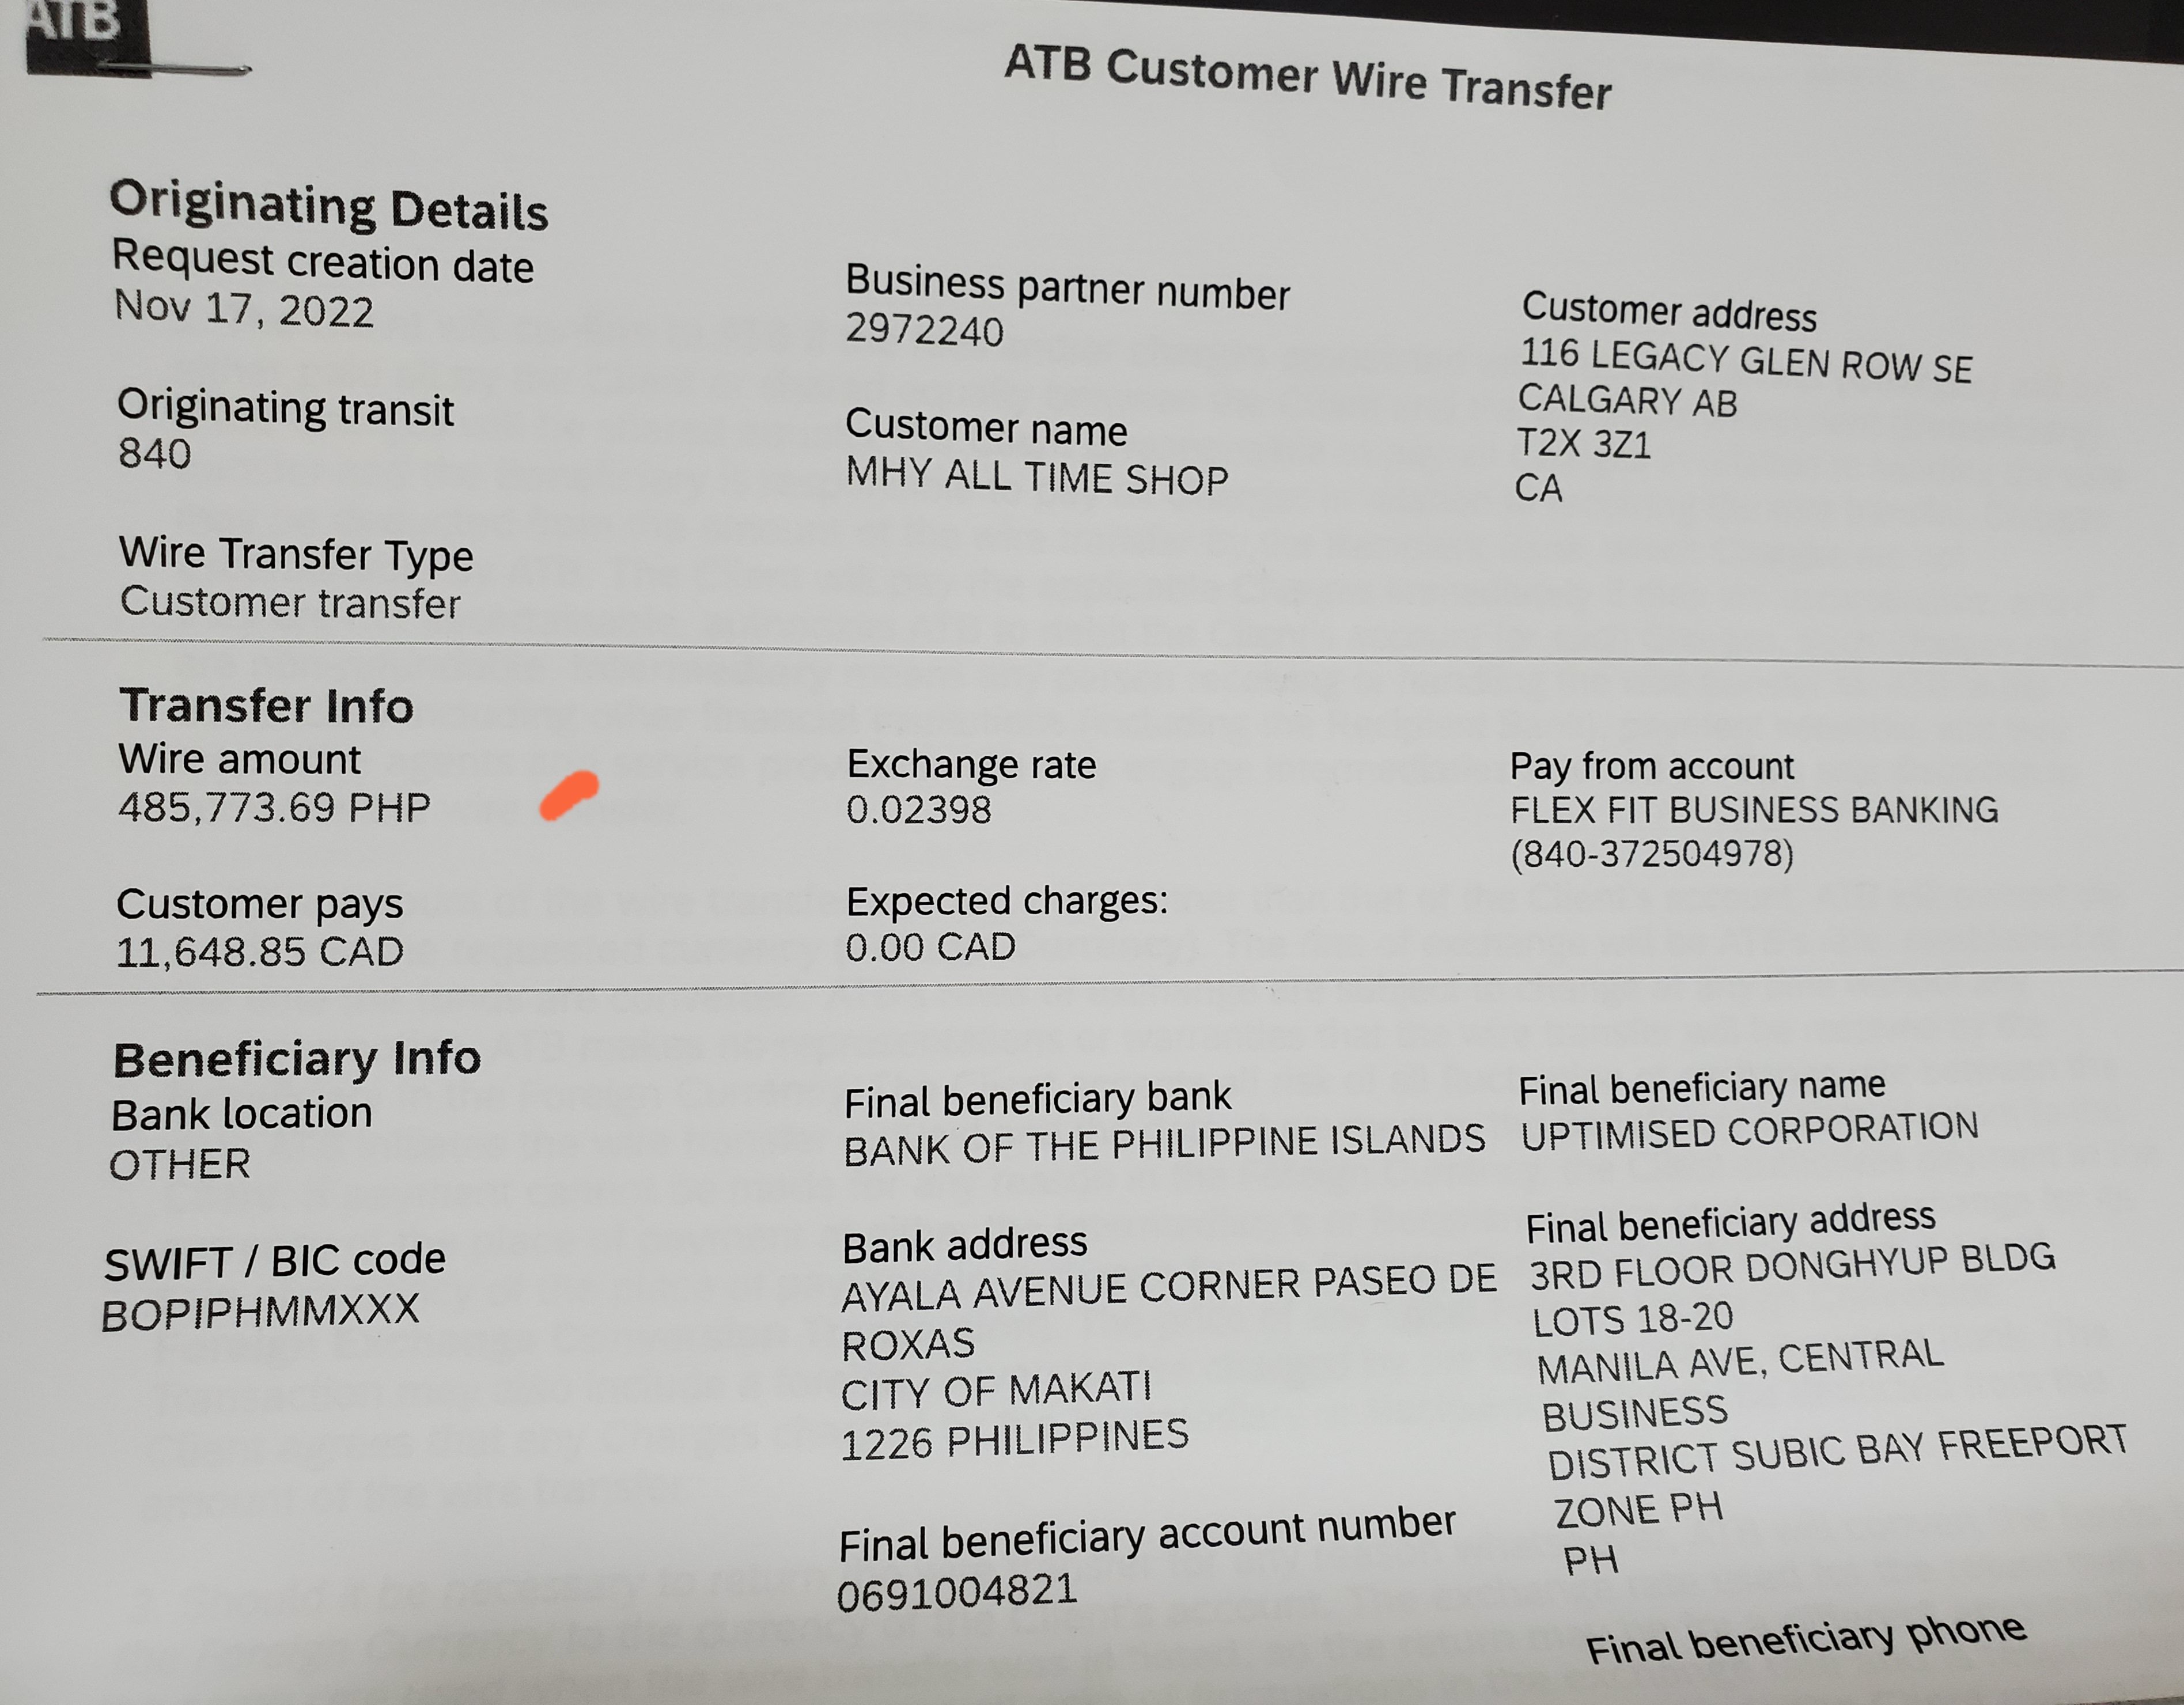 ATB
ATB Customer Wire Transfer
Originating Details
Request creation date
Nov 17, 2022
Originating transit
840
Wire Transfer Type
Customer transfer
Business partner number
2972240
Customer name
MHY ALL TIME SHOP
Customer address
116 LEGACY GLEN ROW SE
CALGARY AB
T2X 3Z1
CA
Transfer Info
Wire amount
485,773.69 PHP
Customer pays
11,648.85 CAD
Exchange rate
0.02398
Expected charges:
0.00 CAD
Pay from account
FLEX FIT BUSINESS BANKING
(840-372504978)
Beneficiary Info
Bank location
OTHER
SWIFT / BIC code
BOPIPHMMXXX
Final beneficiary bank
BANK OF THE PHILIPPINE ISLANDS
Bank address
AYALA AVENUE CORNER PASEO DE
ROXAS
CITY OF MAKATI
1226 PHILIPPINES
Final beneficiary account number
0691004821
Final beneficiary name
UPTIMISED CORPORATION
Final beneficiary address
3RD FLOOR DONGHYUP BLDG
LOTS 18-20
MANILA AVE, CENTRAL
BUSINESS
DISTRICT SUBIC BAY FREEPORT
ZONE PH
PH
Final beneficiary phone